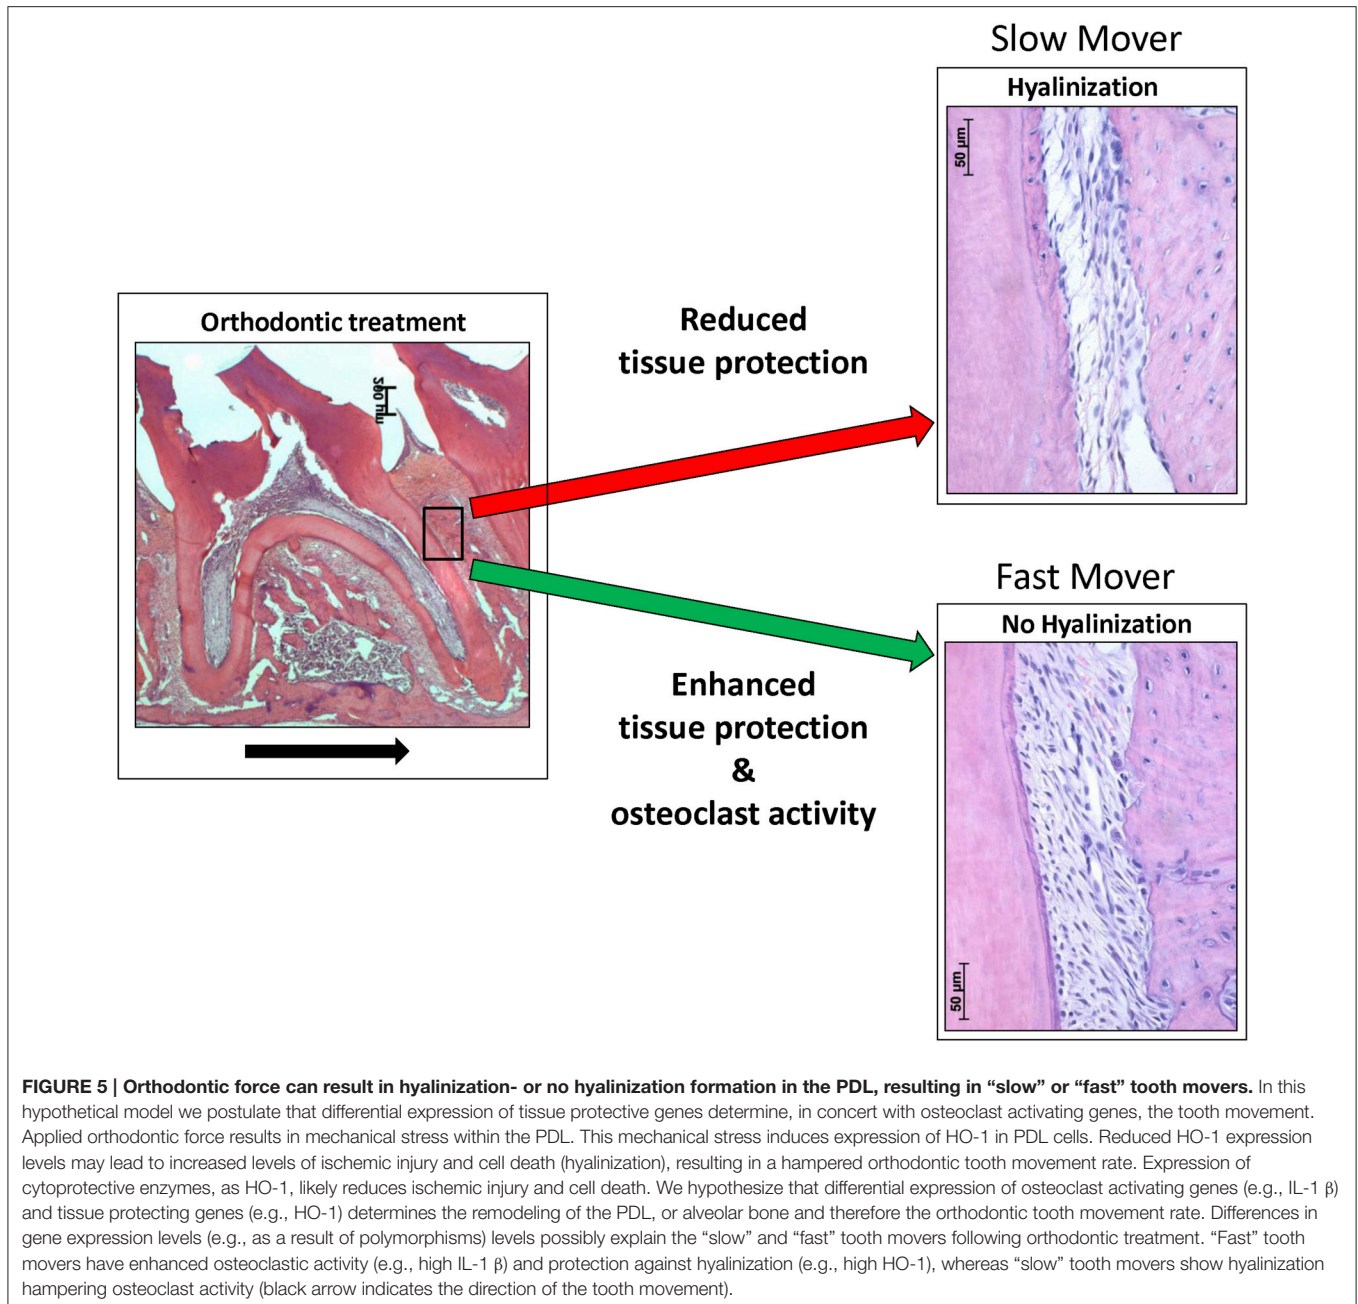 Slow Mover
Hyalinization
50 µm
Orthodontic treatment
200 µm
Reduced
tissue protection
Fast Mover
No Hyalinization
50 µm
Enhanced
tissue protection
&
osteoclast activity
FIGURE 5 | Orthodontic force can result in hyalinization- or no hyalinization formation in the PDL, resulting in “slow” or “fast” tooth movers. In this
hypothetical model we postulate that differential expression of tissue protective genes determine, in concert with osteoclast activating genes, the tooth movement.
Applied orthodontic force results in mechanical stress within the PDL. This mechanical stress induces expression of HO-1 in PDL cells. Reduced HO-1 expression
levels may lead to increased levels of ischemic injury and cell death (hyalinization), resulting in a hampered orthodontic tooth movement rate. Expression of
cytoprotective enzymes, as HO-1, likely reduces ischemic injury and cell death. We hypothesize that differential expression of osteoclast activating genes (e.g., IL-1 β)
and tissue protecting genes (e.g., HO-1) determines the remodeling of the PDL, or alveolar bone and therefore the orthodontic tooth movement rate. Differences in
gene expression levels (e.g., as a result of polymorphisms) levels possibly explain the “slow” and “fast” tooth movers following orthodontic treatment. “Fast” tooth
movers have enhanced osteoclastic activity (e.g., high IL-1 β) and protection against hyalinization (e.g., high HO-1), whereas “slow” tooth movers show hyalinization
hampering osteoclast activity (black arrow indicates the direction of the tooth movement).